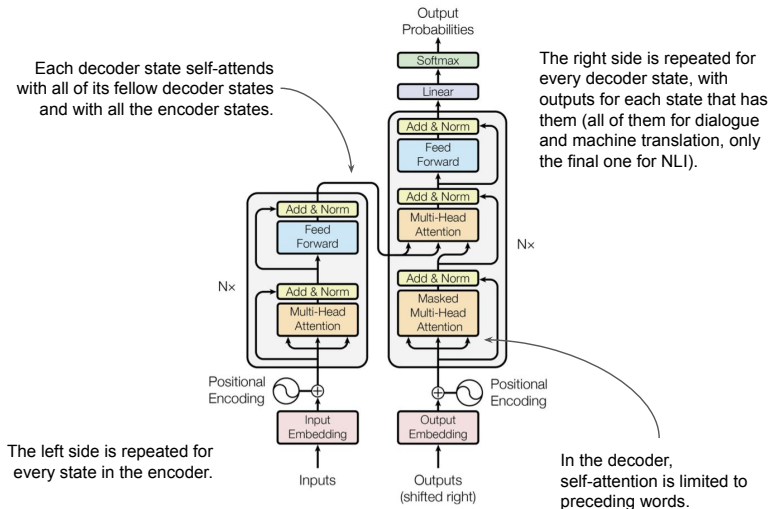 Output
Probabilities
Softmax
Linear
Add & Norm
Feed
Forward
Add & Norm
Multi-Head
Attention
Add & Norm
Masked
Multi-Head
Attention
N×
Positional
Encoding
Output
Embedding
Outputs
(shifted right)
Add & Norm
Feed
Forward
Add & Norm
Multi-Head
Attention
N×
Positional
Encoding
Input
Embedding
Inputs
Each decoder state self-attends
with all of its fellow decoder states
and with all the encoder states.
The right side is repeated for
every decoder state, with
outputs for each state that has
them (all of them for dialogue
and machine translation, only
the final one for NLI).
The left side is repeated for
every state in the encoder.
In the decoder,
self-attention is limited to
preceding words.